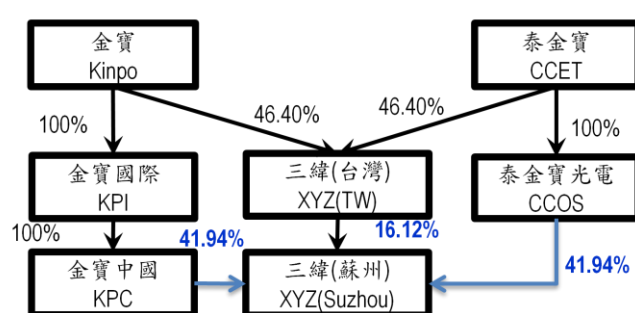 金寶
Kinpo
泰金寶
CCET
100%
46.40%
46.40%
100%
金寶國際
KPI
三緯(台灣)
XYZ(TW)
泰金寶光電
CCOS
100%
41.94%
16.12%
41.94%
金寶中國
KPC
三緯(蘇州)
XYZ(Suzhou)